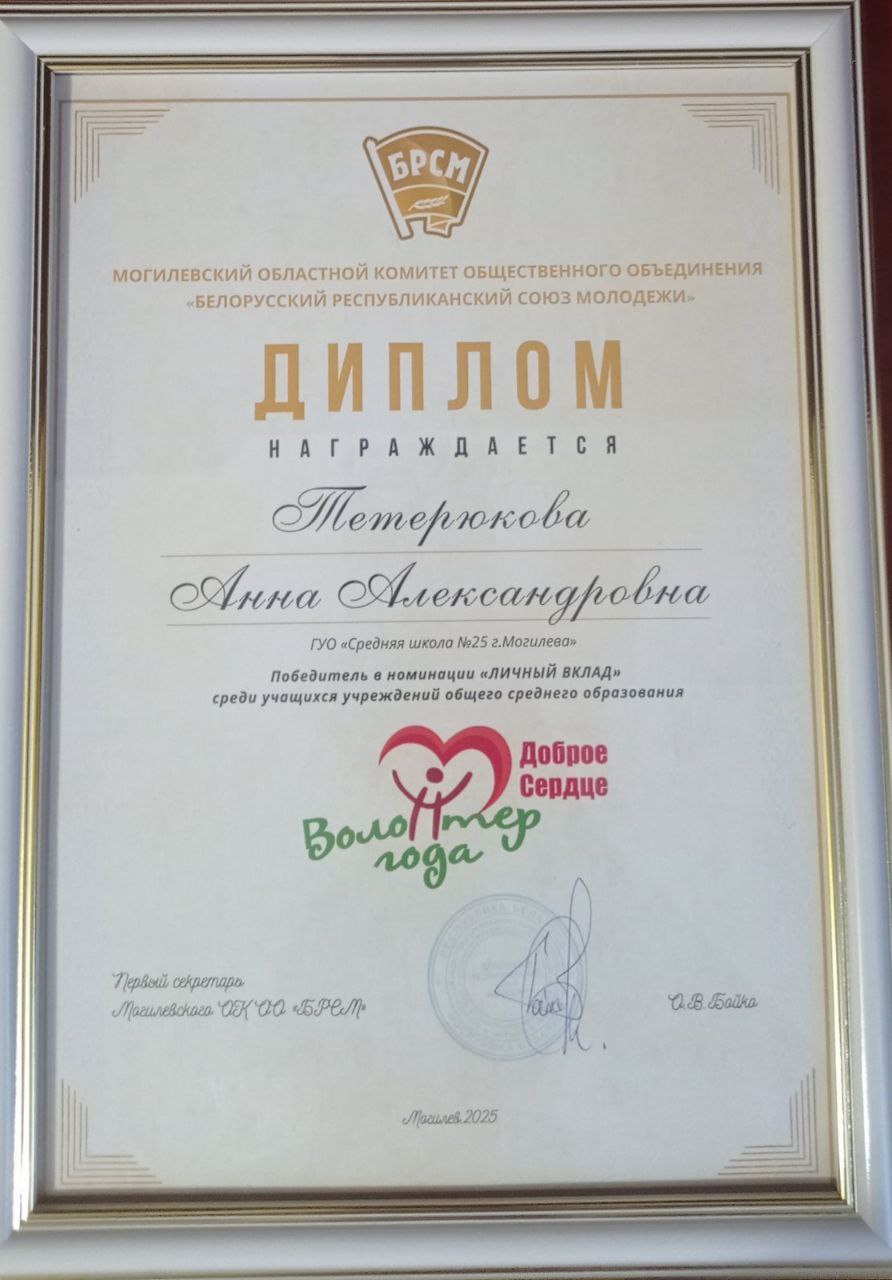 БРСМ
МОГИЛЕВСКИЙ ОБЛАСТНОЙ КОМИТЕТ ОБЩЕСТВЕННОГО ОБЪЕДИНЕНИЯ
«БЕЛОРУССКИЙ РЕСПУБЛИКАНСКИЙ СОЮЗ МОЛОДЕЖИ»
ДИПЛОМ
НАГРАЖДАЕТСЯ
Тетерюкова
Анна Александровна
ГУО «Средняя школа №25 г.Могилева»
Победитель в номинации «ЛИЧНЫЙ ВКЛАД»
среди учащихся учреждений общего среднего образования
Доброе
Сердце
Волонтер
года
Первый секретарь
Могилевского ОК ОО «БРСМ»
О.В.Бойко
Могилев,2025